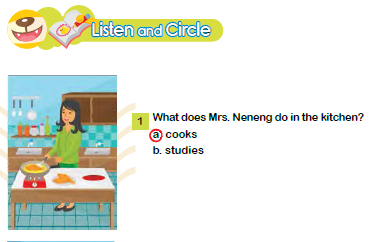 Listen and Circle
1 What does Mrs. Neneng do in the kitchen?
a. cooks
b. studies